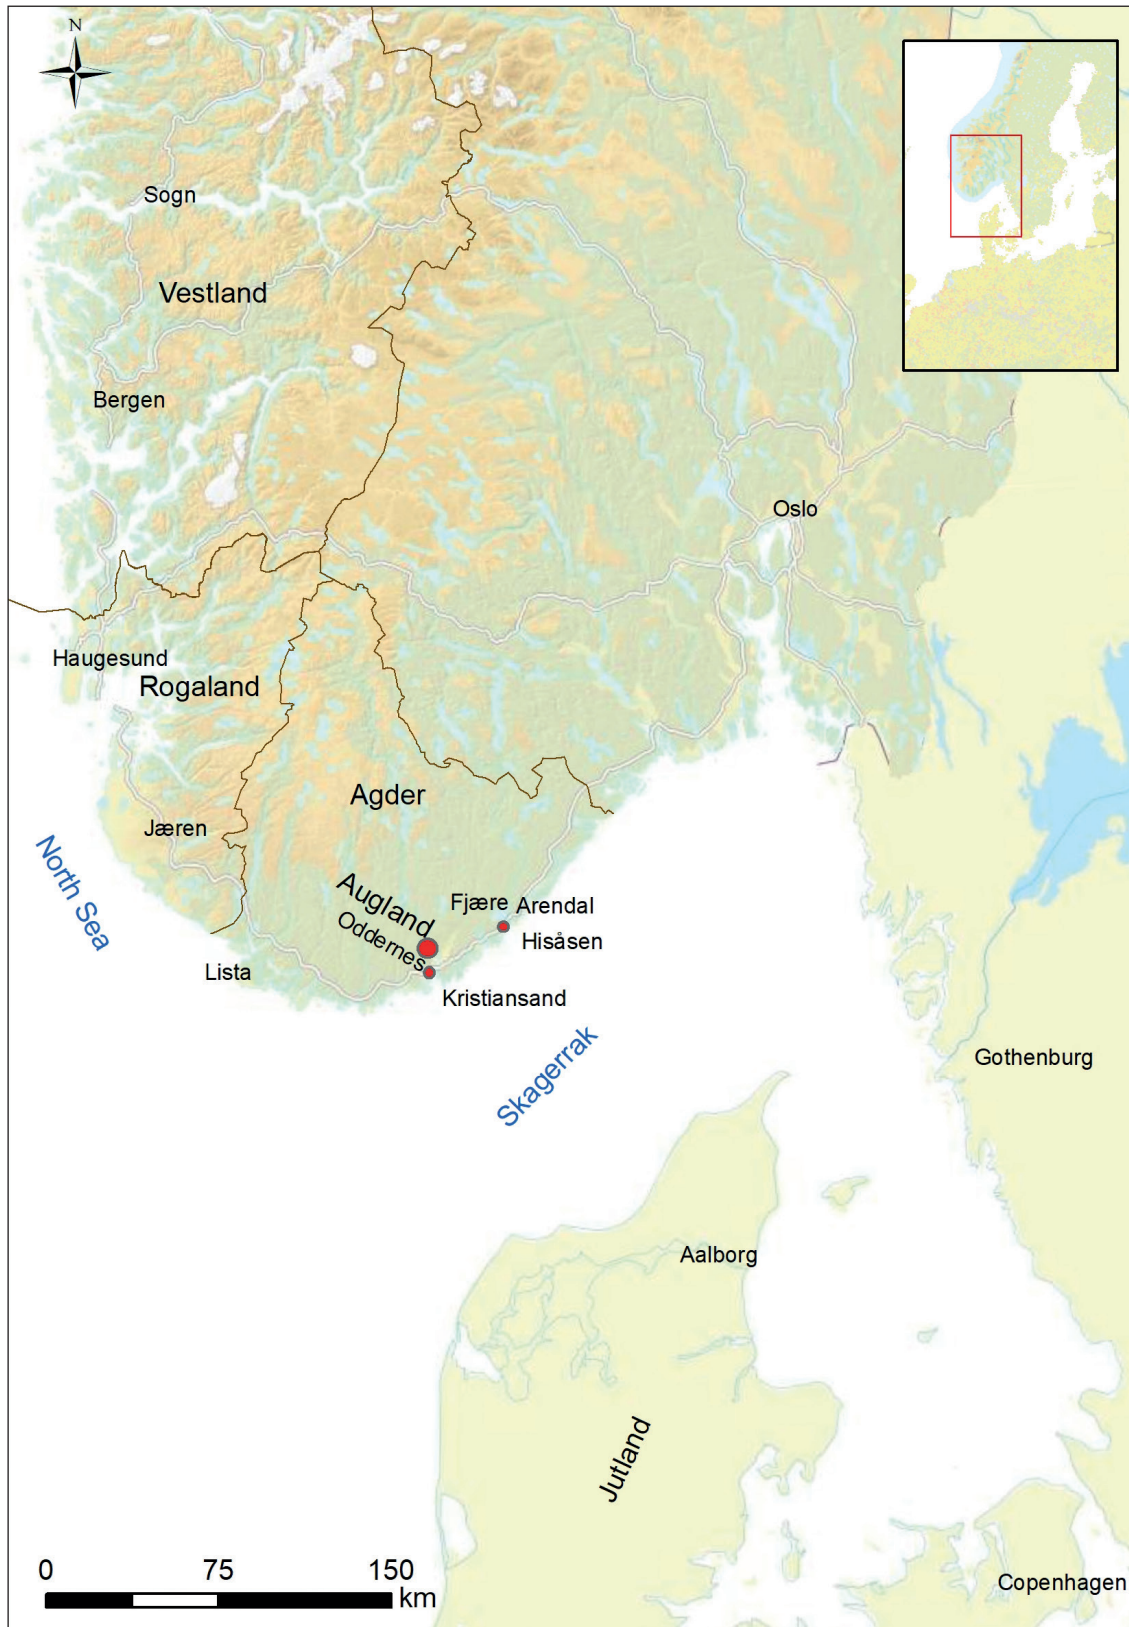 N
Sogn
Vestland
Bergen
Oslo
Haugesund
Rogaland
Agder
Jæren
North Sea
Augland
Fjære
Arendal
Oddernes
Hisåsen
Lista
Kristiansand
Skagerrak
Gothenburg
Aalborg
Jutland
0 75 150
km
Copenhagen